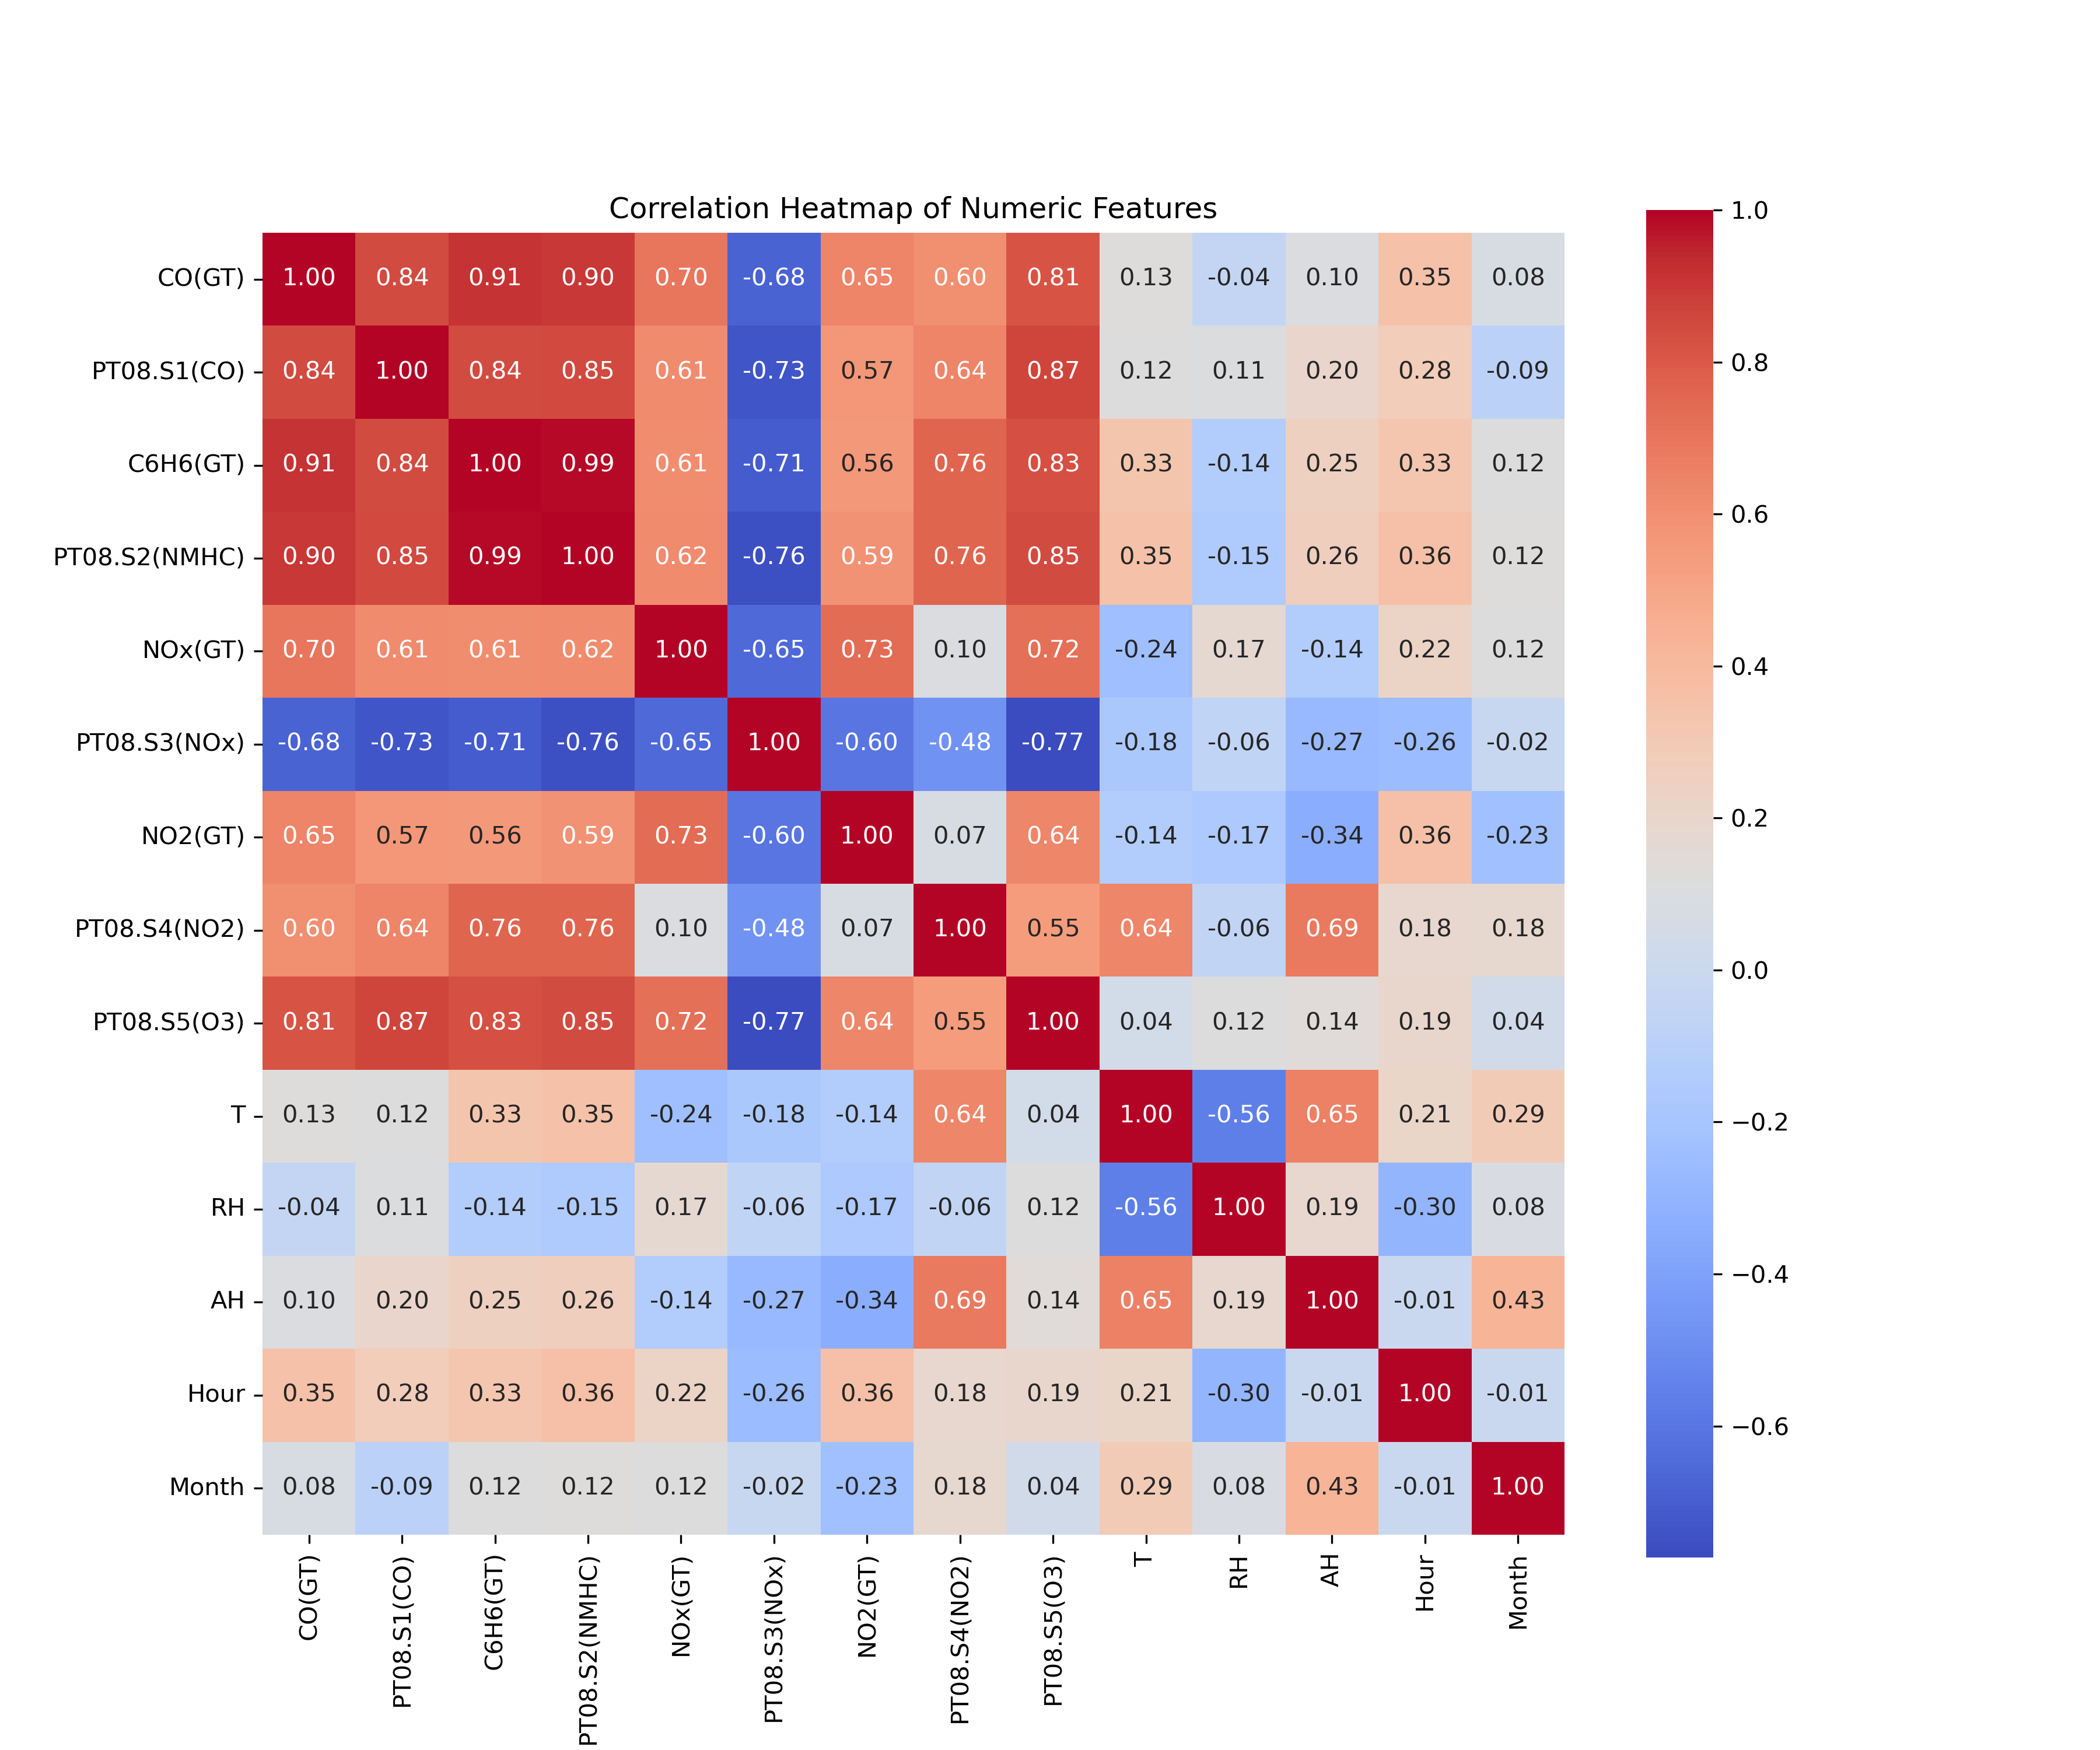 Correlation Heatmap of Numeric Features
CO(GT) 1.00 0.84 0.91 0.90 0.70 -0.68 0.65 0.60 0.81 0.13 -0.04 0.10 0.35 0.08
PT08.S1(CO) 0.84 1.00 0.84 0.85 0.61 -0.73 0.57 0.64 0.87 0.12 0.11 0.20 0.28 -0.09
C6H6(GT) 0.91 0.84 1.00 0.99 0.61 -0.71 0.56 0.76 0.83 0.33 -0.14 0.25 0.33 0.12
PT08.S2(NMHC) 0.90 0.85 0.99 1.00 0.62 -0.76 0.59 0.76 0.85 0.35 -0.15 0.26 0.36 0.12
NOx(GT) 0.70 0.61 0.61 0.62 1.00 -0.65 0.73 0.10 0.72 -0.24 0.17 -0.14 0.22 0.12
PT08.S3(NOx) -0.68 -0.73 -0.71 -0.76 -0.65 1.00 -0.60 -0.48 -0.77 -0.18 -0.06 -0.27 -0.26 -0.02
NO2(GT) 0.65 0.57 0.56 0.59 0.73 -0.60 1.00 0.07 0.64 -0.14 -0.17 -0.34 0.36 -0.23
PT08.S4(NO2) 0.60 0.64 0.76 0.76 0.10 -0.48 0.07 1.00 0.55 0.64 -0.06 0.69 0.18 0.18
PT08.S5(O3) 0.81 0.87 0.83 0.85 0.72 -0.77 0.64 0.55 1.00 0.04 0.12 0.14 0.19 0.04
T 0.13 0.12 0.33 0.35 -0.24 -0.18 -0.14 0.64 0.04 1.00 -0.56 0.65 0.21 0.29
RH -0.04 0.11 -0.14 -0.15 0.17 -0.06 -0.17 -0.06 0.12 -0.56 1.00 0.19 -0.30 0.08
AH 0.10 0.20 0.25 0.26 -0.14 -0.27 -0.34 0.69 0.14 0.65 0.19 1.00 -0.01 0.43
Hour 0.35 0.28 0.33 0.36 0.22 -0.26 0.36 0.18 0.19 0.21 -0.30 -0.01 1.00 -0.01
Month 0.08 -0.09 0.12 0.12 0.12 -0.02 -0.23 0.18 0.04 0.29 0.08 0.43 -0.01 1.00
CO(GT)
PT08.S1(CO)
C6H6(GT)
PT08.S2(NMHC)
NOx(GT)
PT08.S3(NOx)
NO2(GT)
PT08.S4(NO2)
PT08.S5(O3)
T
RH
AH
Hour
Month
1.0
0.8
0.6
0.4
0.2
0.0
−0.2
−0.4
−0.6